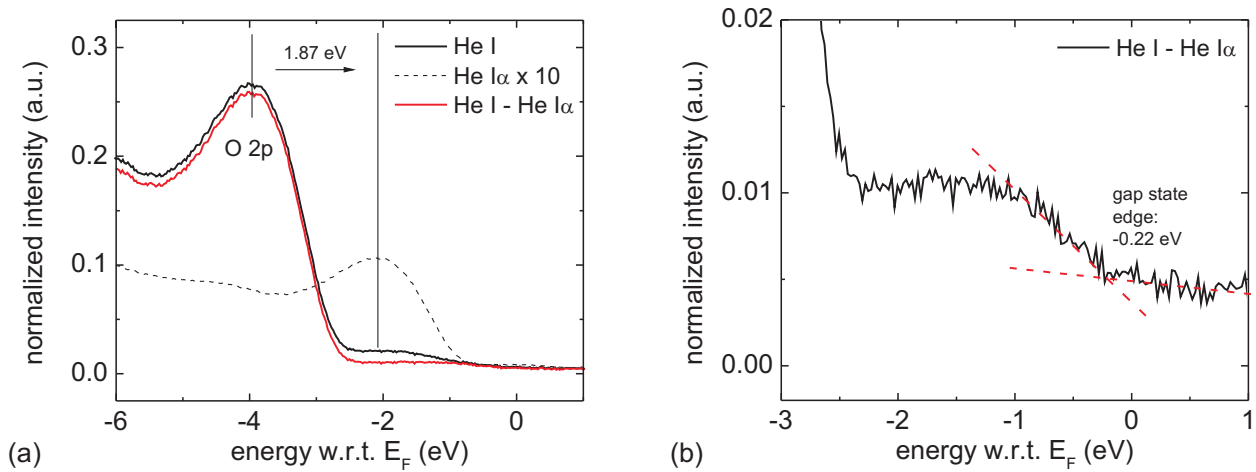 0.3
0.2
0.1
0.0
normalized intensity (a.u.)
1.87 eV
He I
He Iα x 10
He I - He Iα
O 2p
-6
-4
-2
0
energy w.r.t. E_F (eV)
(a)
0.02
0.01
0.00
normalized intensity (a.u.)
He I - He Iα
gap state
edge:
-0.22 eV
-3
-2
-1
0
1
energy w.r.t. E_F (eV)
(b)